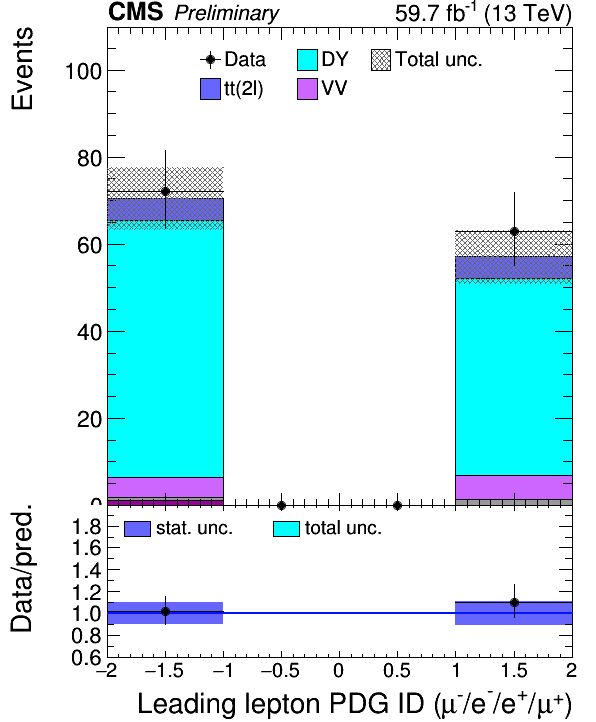 CMS Preliminary 59.7 fb⁻¹ (13 TeV)
Events
Data DY Total unc.
tt(2l) VV
100
80
60
40
20
0
Data/pred.
stat. unc. total unc.
1.8
1.6
1.4
1.2
1.0
0.8
0.6
−2 −1.5 −1 −0.5 0 0.5 1 1.5 2
Leading lepton PDG ID (μ⁻/e⁻/e⁺/μ⁺)